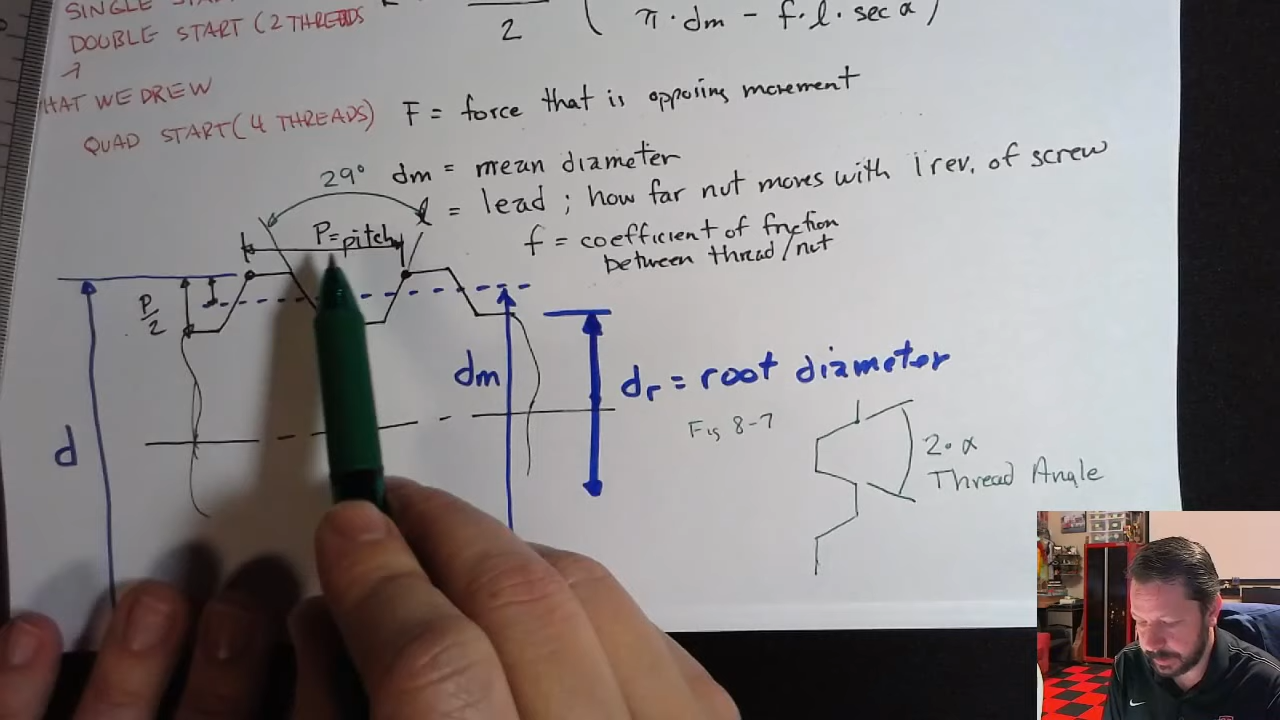 SINGLE
DOUBLE START (2 THREADS
HAT WE DREW
QUAD START (4 THREADS)
2
( π · dm - f · l · sec α )
F = force that is opposing movement
dm = mean diameter
l = lead ; how far nut moves with 1 rev. of screw
f = coefficient of friction
between thread / nut
29°
P = pitch
P/2
d
dm
dr = root diameter
Fig 8-7
2 · α
Thread Angle